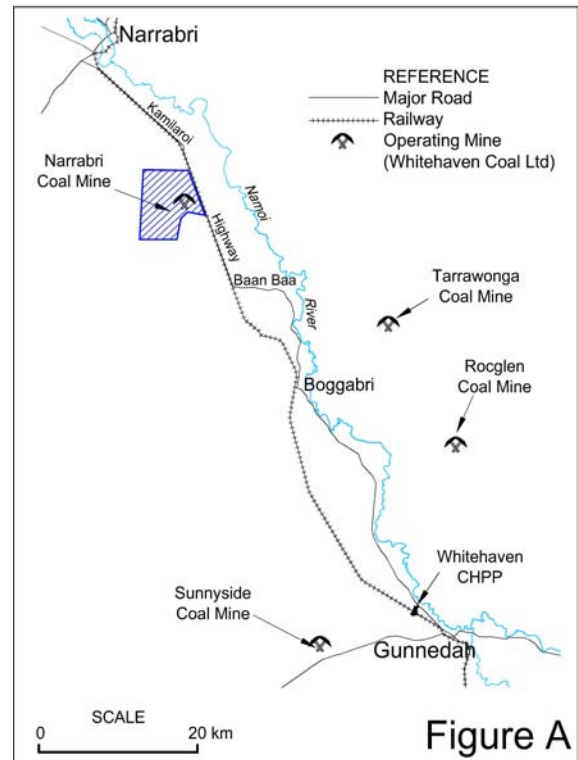 Narrabri
REFERENCE
Major Road
Railway
Operating Mine
(Whitehaven Coal Ltd)
Kamilaroi
Narrabri
Coal Mine
Namoi
Highway
Baan Baa
River
Tarrawonga
Coal Mine
Boggabri
Rocglen
Coal Mine
Whitehaven
CHPP
Sunnyside
Coal Mine
Gunnedah
SCALE
0 20 km
Figure A